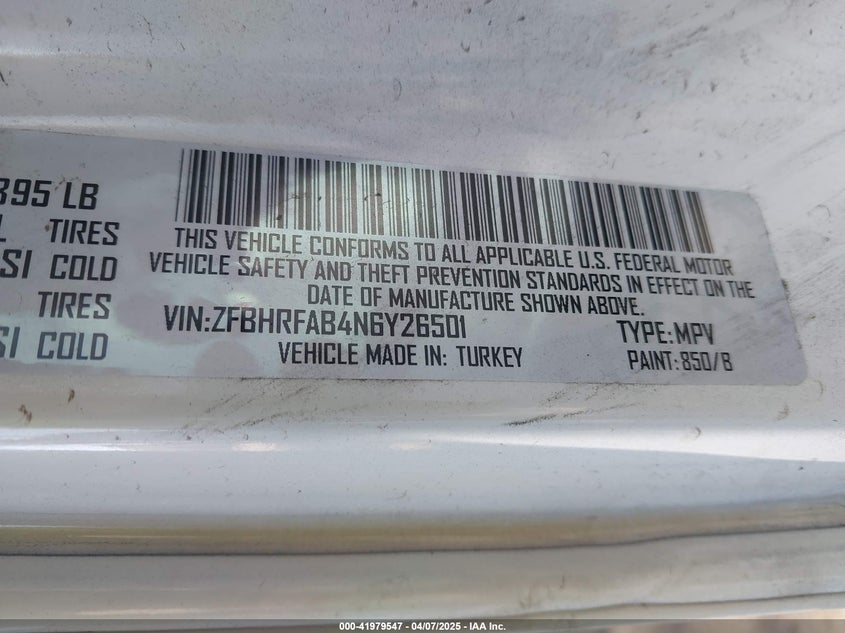 395 LB
TIRES
SI COLD
TIRES
SI COLD
THIS VEHICLE CONFORMS TO ALL APPLICABLE U.S. FEDERAL MOTOR
VEHICLE SAFETY AND THEFT PREVENTION STANDARDS IN EFFECT ON THE
DATE OF MANUFACTURE SHOWN ABOVE.
VIN:ZFBHRFAB4N6Y26501 TYPE:MPV
VEHICLE MADE IN: TURKEY PAINT:850/B
000-41979547 - 04/07/2025 - IAA Inc.